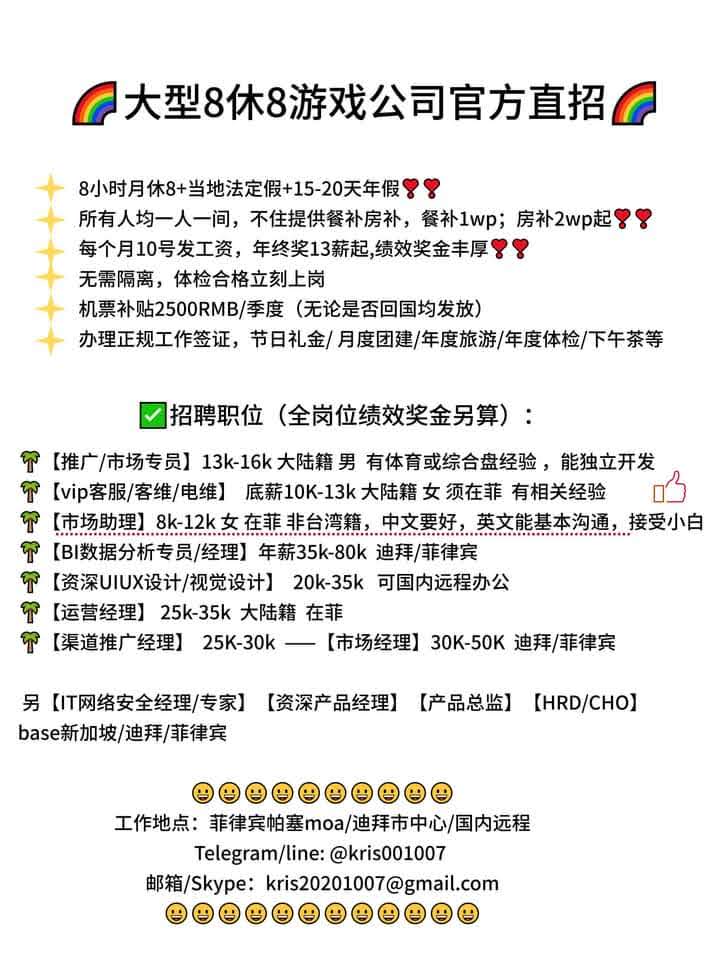 🌈大型8休8游戏公司官方直招🌈
8小时月休8+当地法定假+15-20天年假❣️❣️
所有人均一人一间，不住提供餐补房补，餐补1wp；房补2wp起❣️❣️
每个月10号发工资，年终奖13薪起,绩效奖金丰厚❣️❣️
无需隔离，体检合格立刻上岗
机票补贴2500RMB/季度（无论是否回国均发放）
办理正规工作签证，节日礼金/ 月度团建/年度旅游/年度体检/下午茶等
✅招聘职位（全岗位绩效奖金另算）：
🌴【推广/市场专员】13k-16k 大陆籍 男 有体育或综合盘经验 ，能独立开发
🌴【vip客服/客维/电维】 底薪10K-13k 大陆籍 女 须在菲 有相关经验
🌴【市场助理】8k-12k 女 在菲 非台湾籍，中文要好，英文能基本沟通，接受小白
🌴【BI数据分析专员/经理】年薪35k-80k 迪拜/菲律宾
🌴【资深UIUX设计/视觉设计】 20k-35k 可国内远程办公
🌴【运营经理】 25k-35k 大陆籍 在菲
🌴【渠道推广经理】 25K-30k ——【市场经理】30K-50K 迪拜/菲律宾
另【IT网络安全经理/专家】【资深产品经理】【产品总监】【HRD/CHO】
base新加坡/迪拜/菲律宾
😀😀😀😀😀😀😀😀😀😀
工作地点：菲律宾帕塞moa/迪拜市中心/国内远程
Telegram/line: @kris001007
邮箱/Skype：kris20201007@gmail.com
😀😀😀😀😀😀😀😀😀😀😀😀